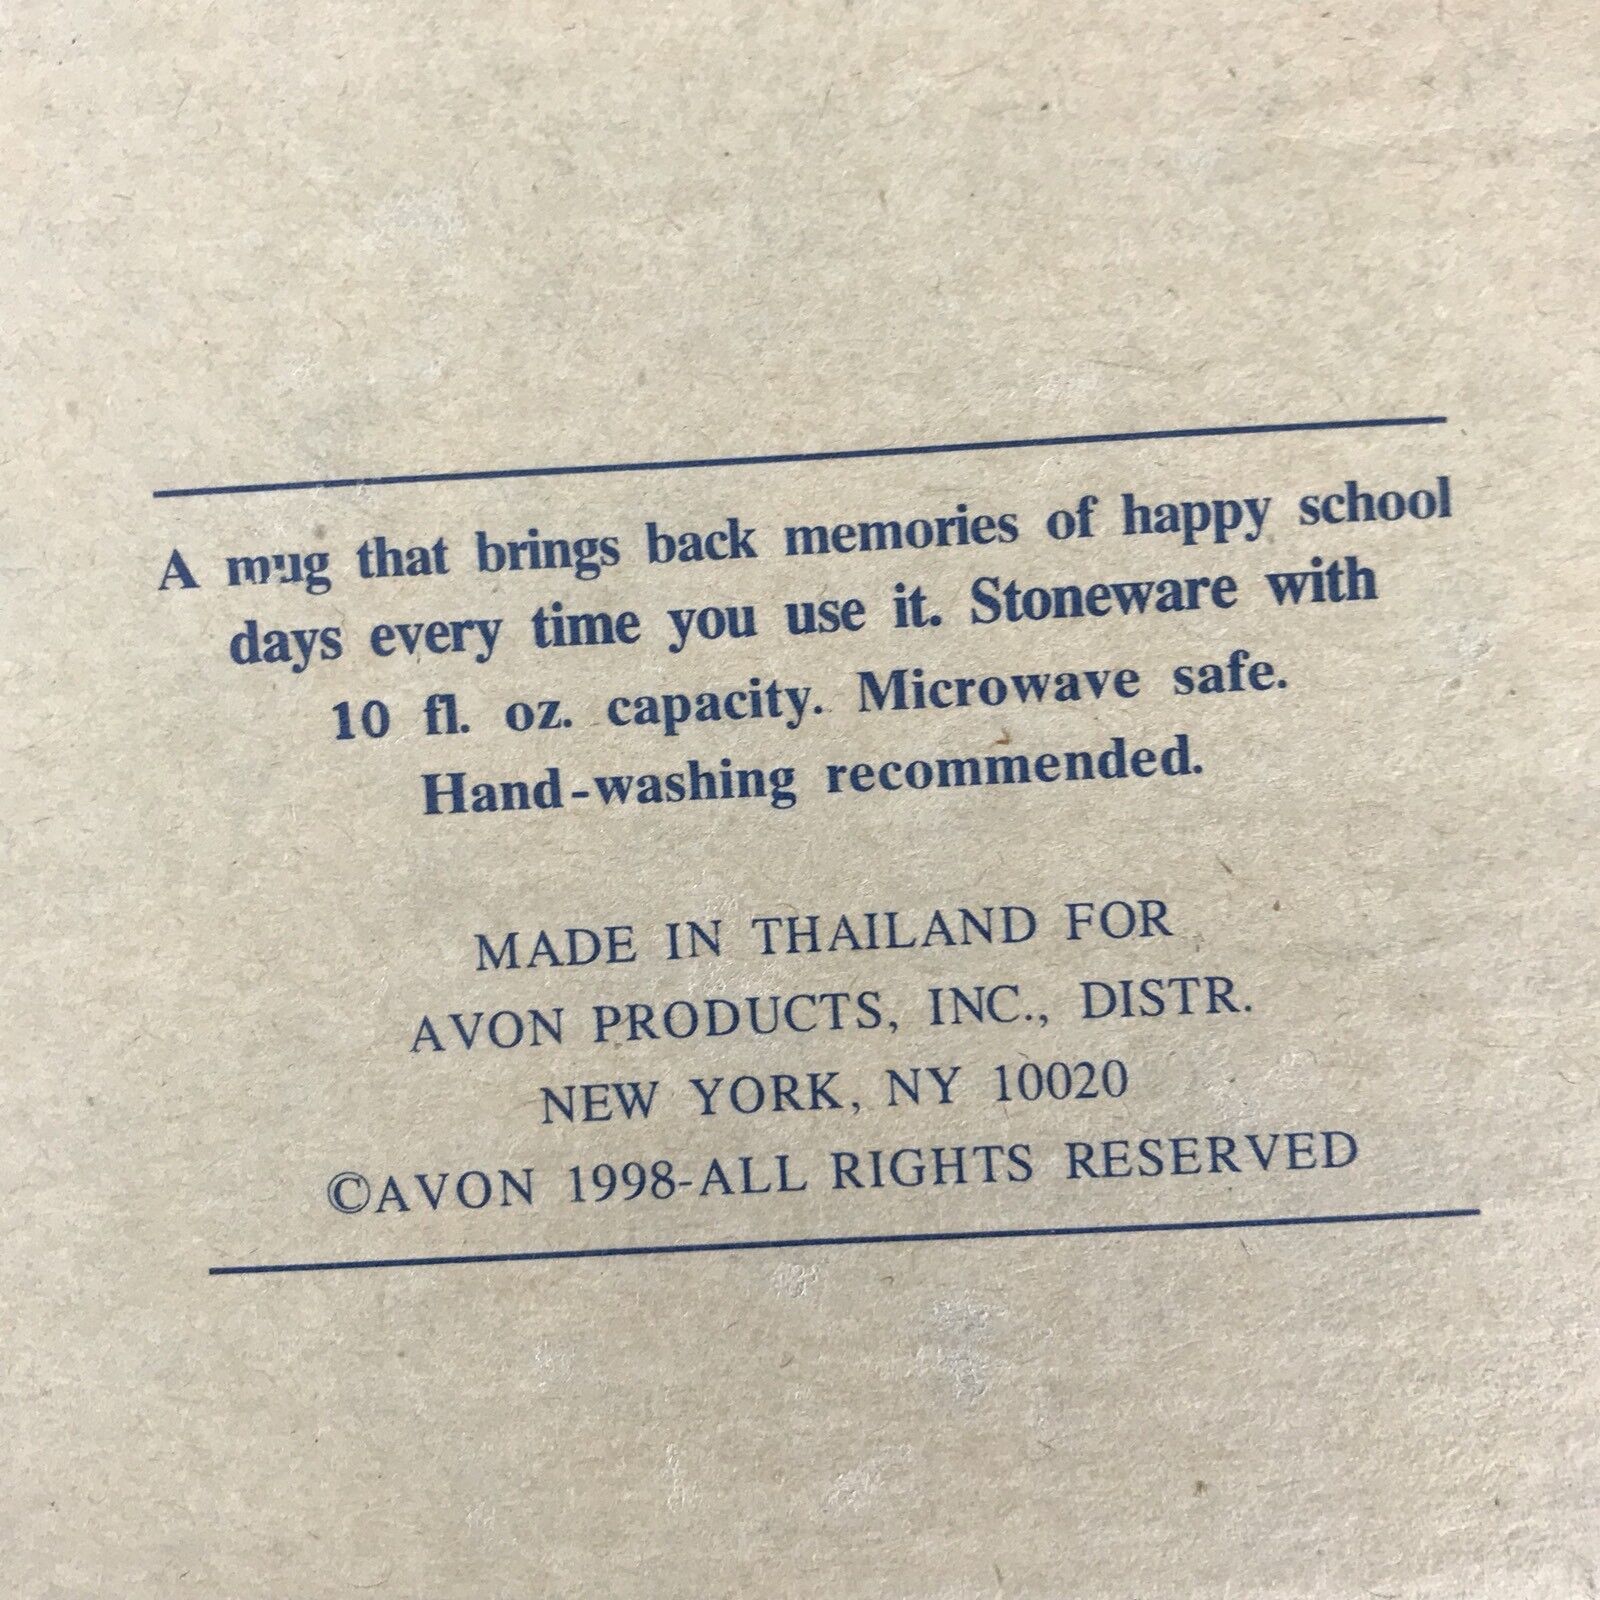 A mug that brings back memories of happy school
days every time you use it. Stoneware with
10 fl. oz. capacity. Microwave safe.
Hand-washing recommended.
MADE IN THAILAND FOR
AVON PRODUCTS, INC., DISTR.
NEW YORK, NY 10020
©AVON 1998-ALL RIGHTS RESERVED